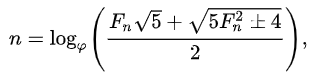 n = log_φ ( (F_n√5 + √(5F_n^2 ± 4)) / 2 ),